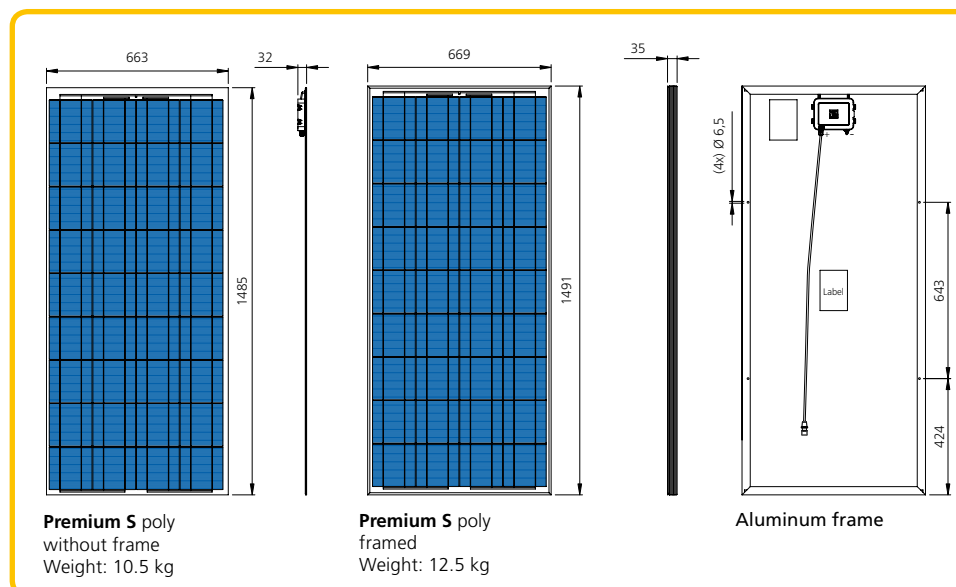 663
32
669
35
1485
1491
(4x) Ø 6,5
+
-
Label
643
424
Premium S poly
without frame
Weight: 10.5 kg
Premium S poly
framed
Weight: 12.5 kg
Aluminum frame